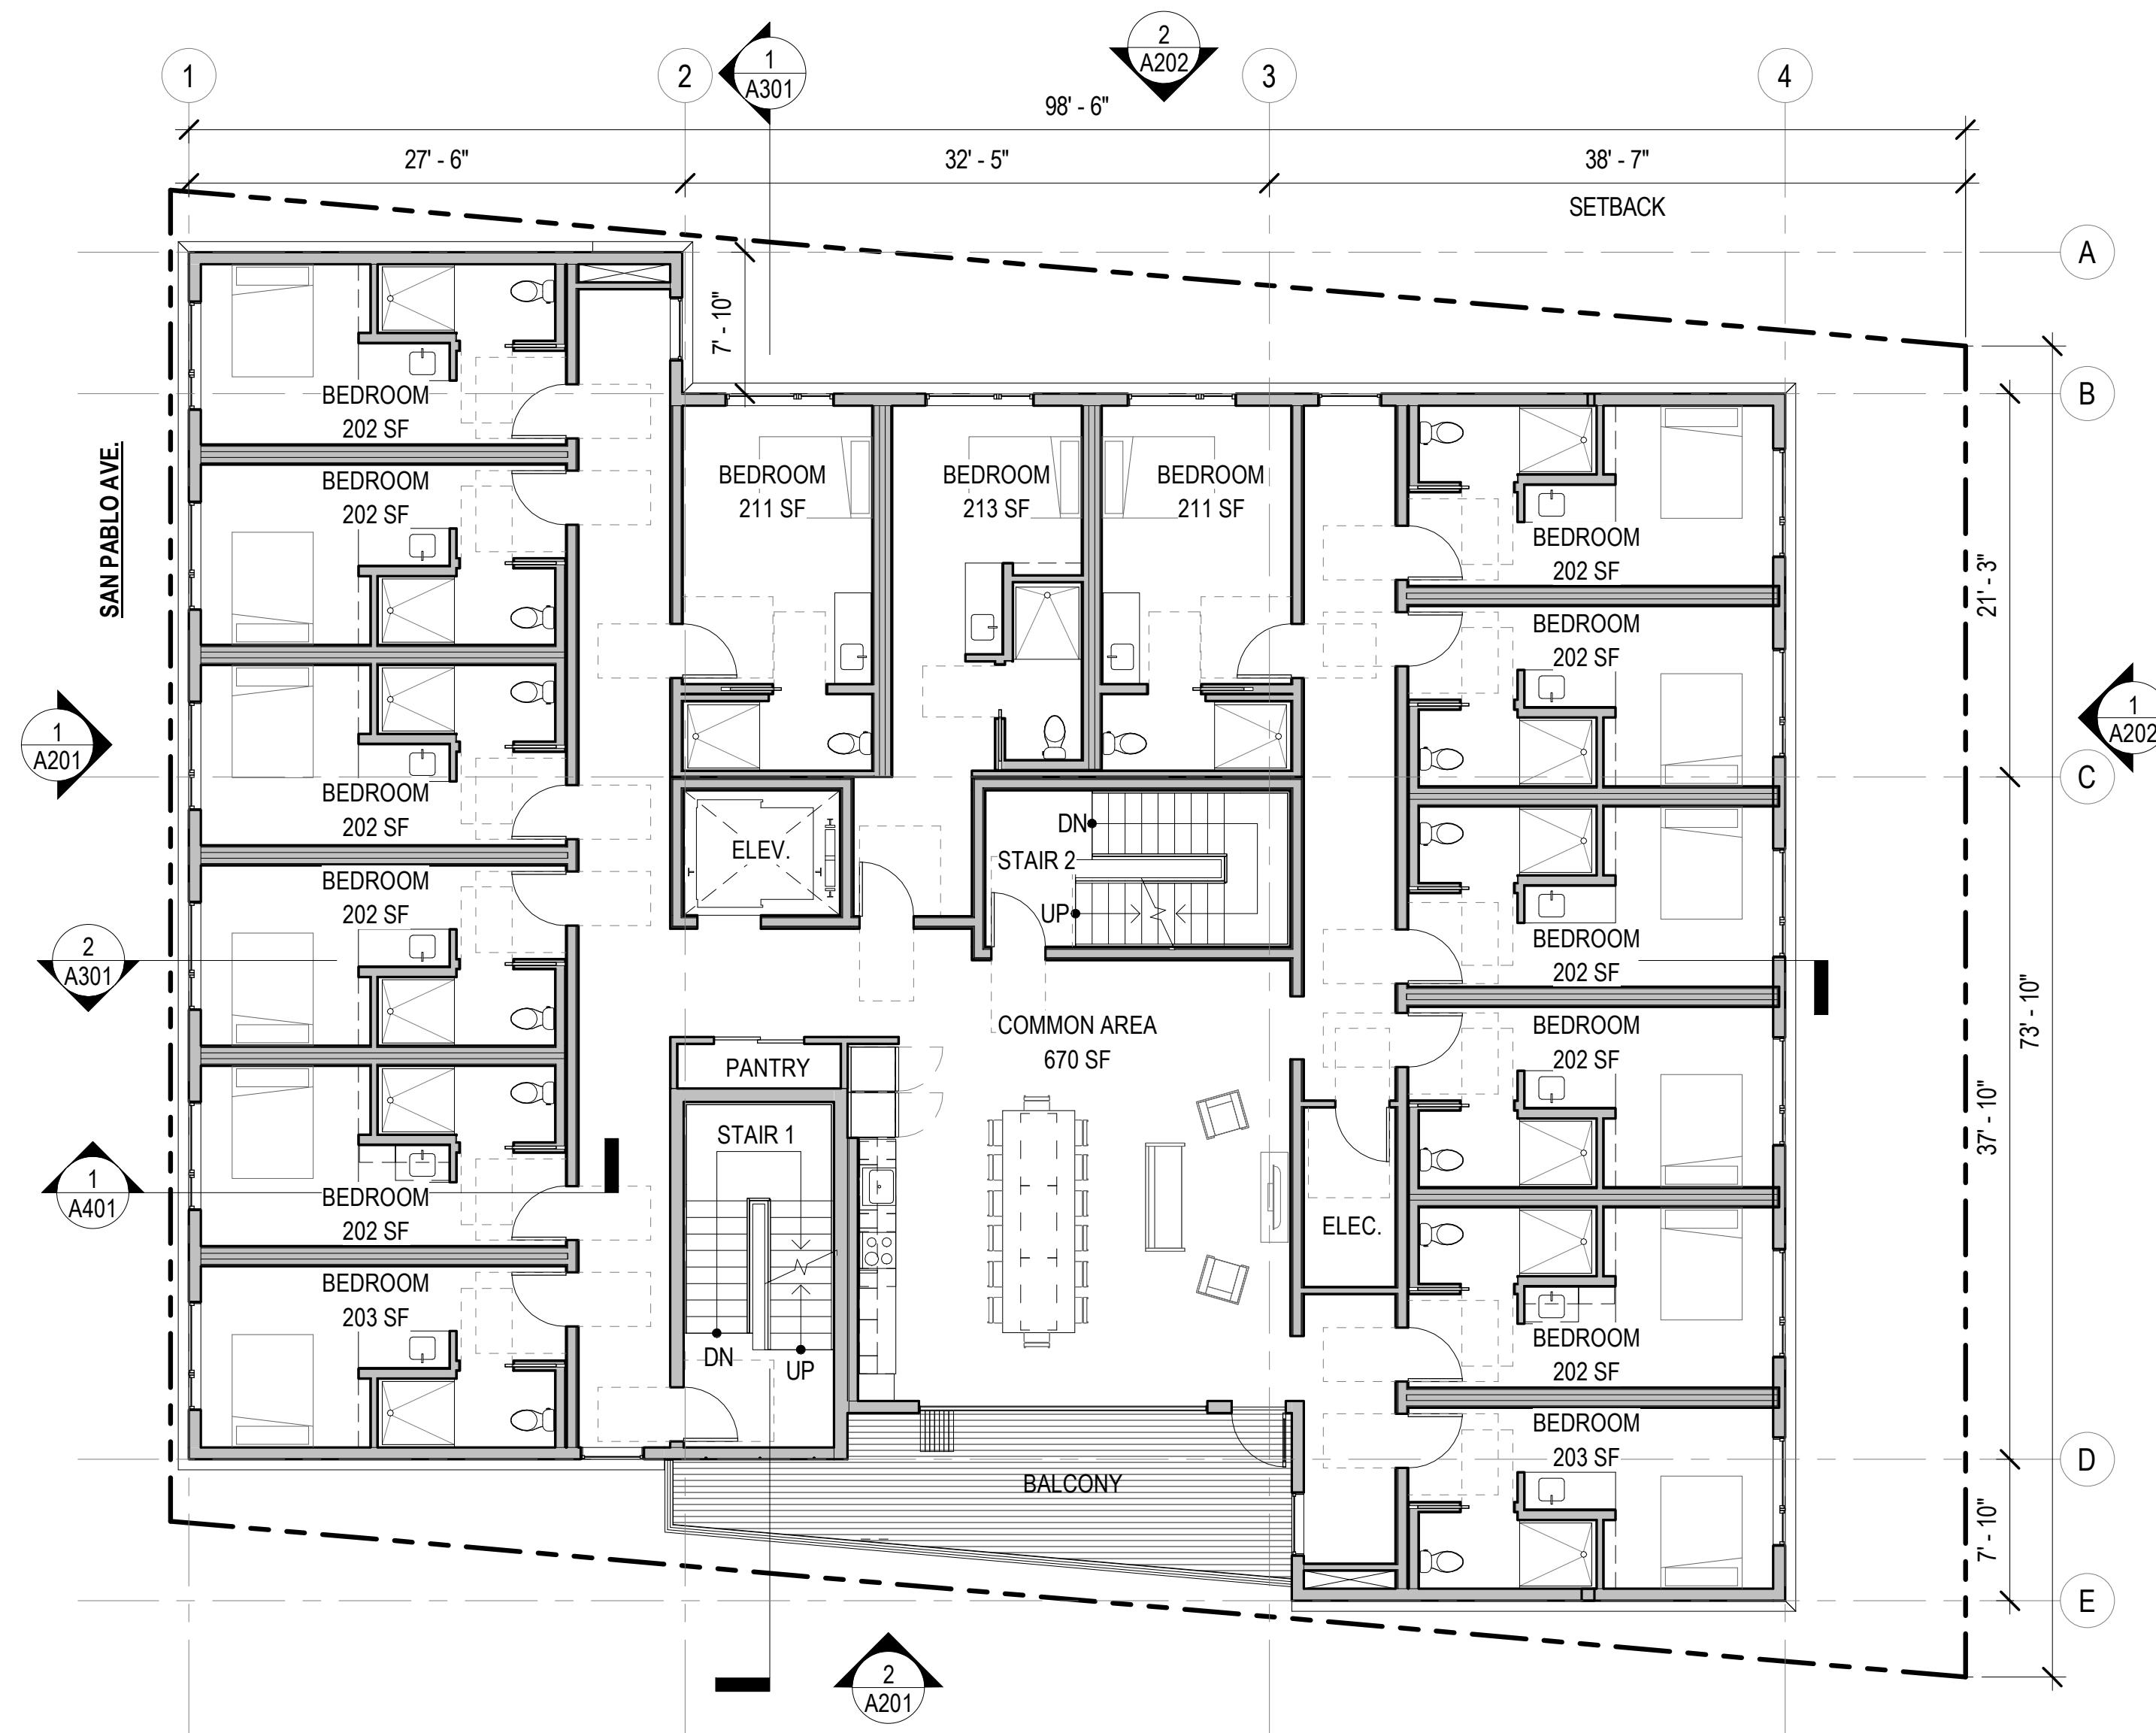 1
2
1
A301
2
A202
3
4
98' - 6"
27' - 6"
32' - 5"
38' - 7"
SETBACK
A
7' - 10"
B
SAN PABLO AVE.
BEDROOM
202 SF
BEDROOM
202 SF
BEDROOM
211 SF
BEDROOM
213 SF
BEDROOM
211 SF
BEDROOM
202 SF
BEDROOM
202 SF
21' - 3"
1
A201
1
A202
C
BEDROOM
202 SF
BEDROOM
202 SF
ELEV.
DN
STAIR 2
UP
BEDROOM
202 SF
2
A301
COMMON AREA
670 SF
PANTRY
BEDROOM
202 SF
73' - 10"
37' - 10"
STAIR 1
1
A401
BEDROOM
202 SF
ELEC.
BEDROOM
203 SF
DN
UP
BEDROOM
202 SF
BEDROOM
203 SF
D
BALCONY
7' - 10"
E
2
A201